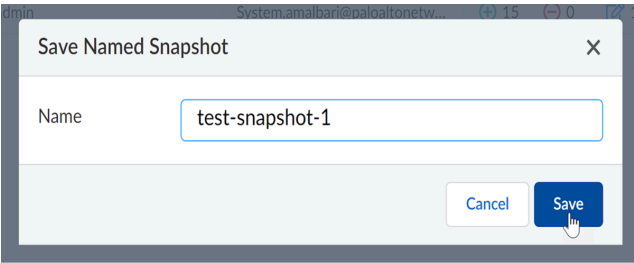 dmin System.amalbari@paloaltonetw... 15 0
Save Named Snapshot
Name test-snapshot-1
Cancel Save